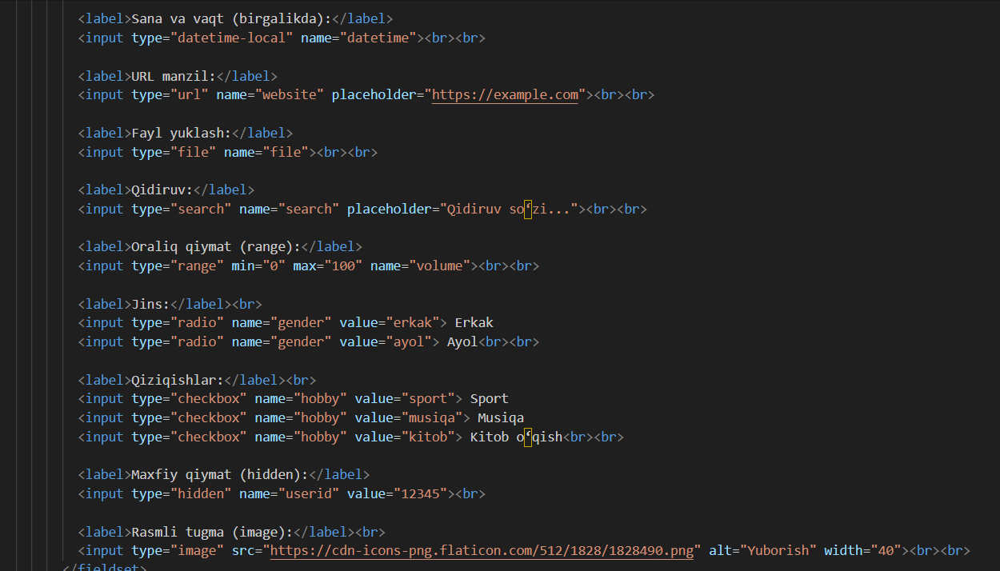 <label>Sana va vaqt (birgalikda):</label>
<input type="datetime-local" name="datetime"><br><br>
<label>URL manzil:</label>
<input type="url" name="website" placeholder="https://example.com"><br><br>
<label>Fayl yuklash:</label>
<input type="file" name="file"><br><br>
<label>Qidiruv:</label>
<input type="search" name="search" placeholder="Qidiruv so‘zi..."><br><br>
<label>Oraliq qiymat (range):</label>
<input type="range" min="0" max="100" name="volume"><br><br>
<label>Jins:</label><br>
<input type="radio" name="gender" value="erkak"> Erkak
<input type="radio" name="gender" value="ayol"> Ayol<br><br>
<label>Qiziqishlar:</label><br>
<input type="checkbox" name="hobby" value="sport"> Sport
<input type="checkbox" name="hobby" value="musiqa"> Musiqa
<input type="checkbox" name="hobby" value="kitob"> Kitob o‘qish<br><br>
<label>Maxfiy qiymat (hidden):</label>
<input type="hidden" name="userid" value="12345"><br>
<label>Rasmli tugma (image):</label><br>
<input type="image" src="https://cdn-icons-png.flaticon.com/512/1828/1828490.png" alt="Yuborish" width="40"><br><br>
</fieldset>